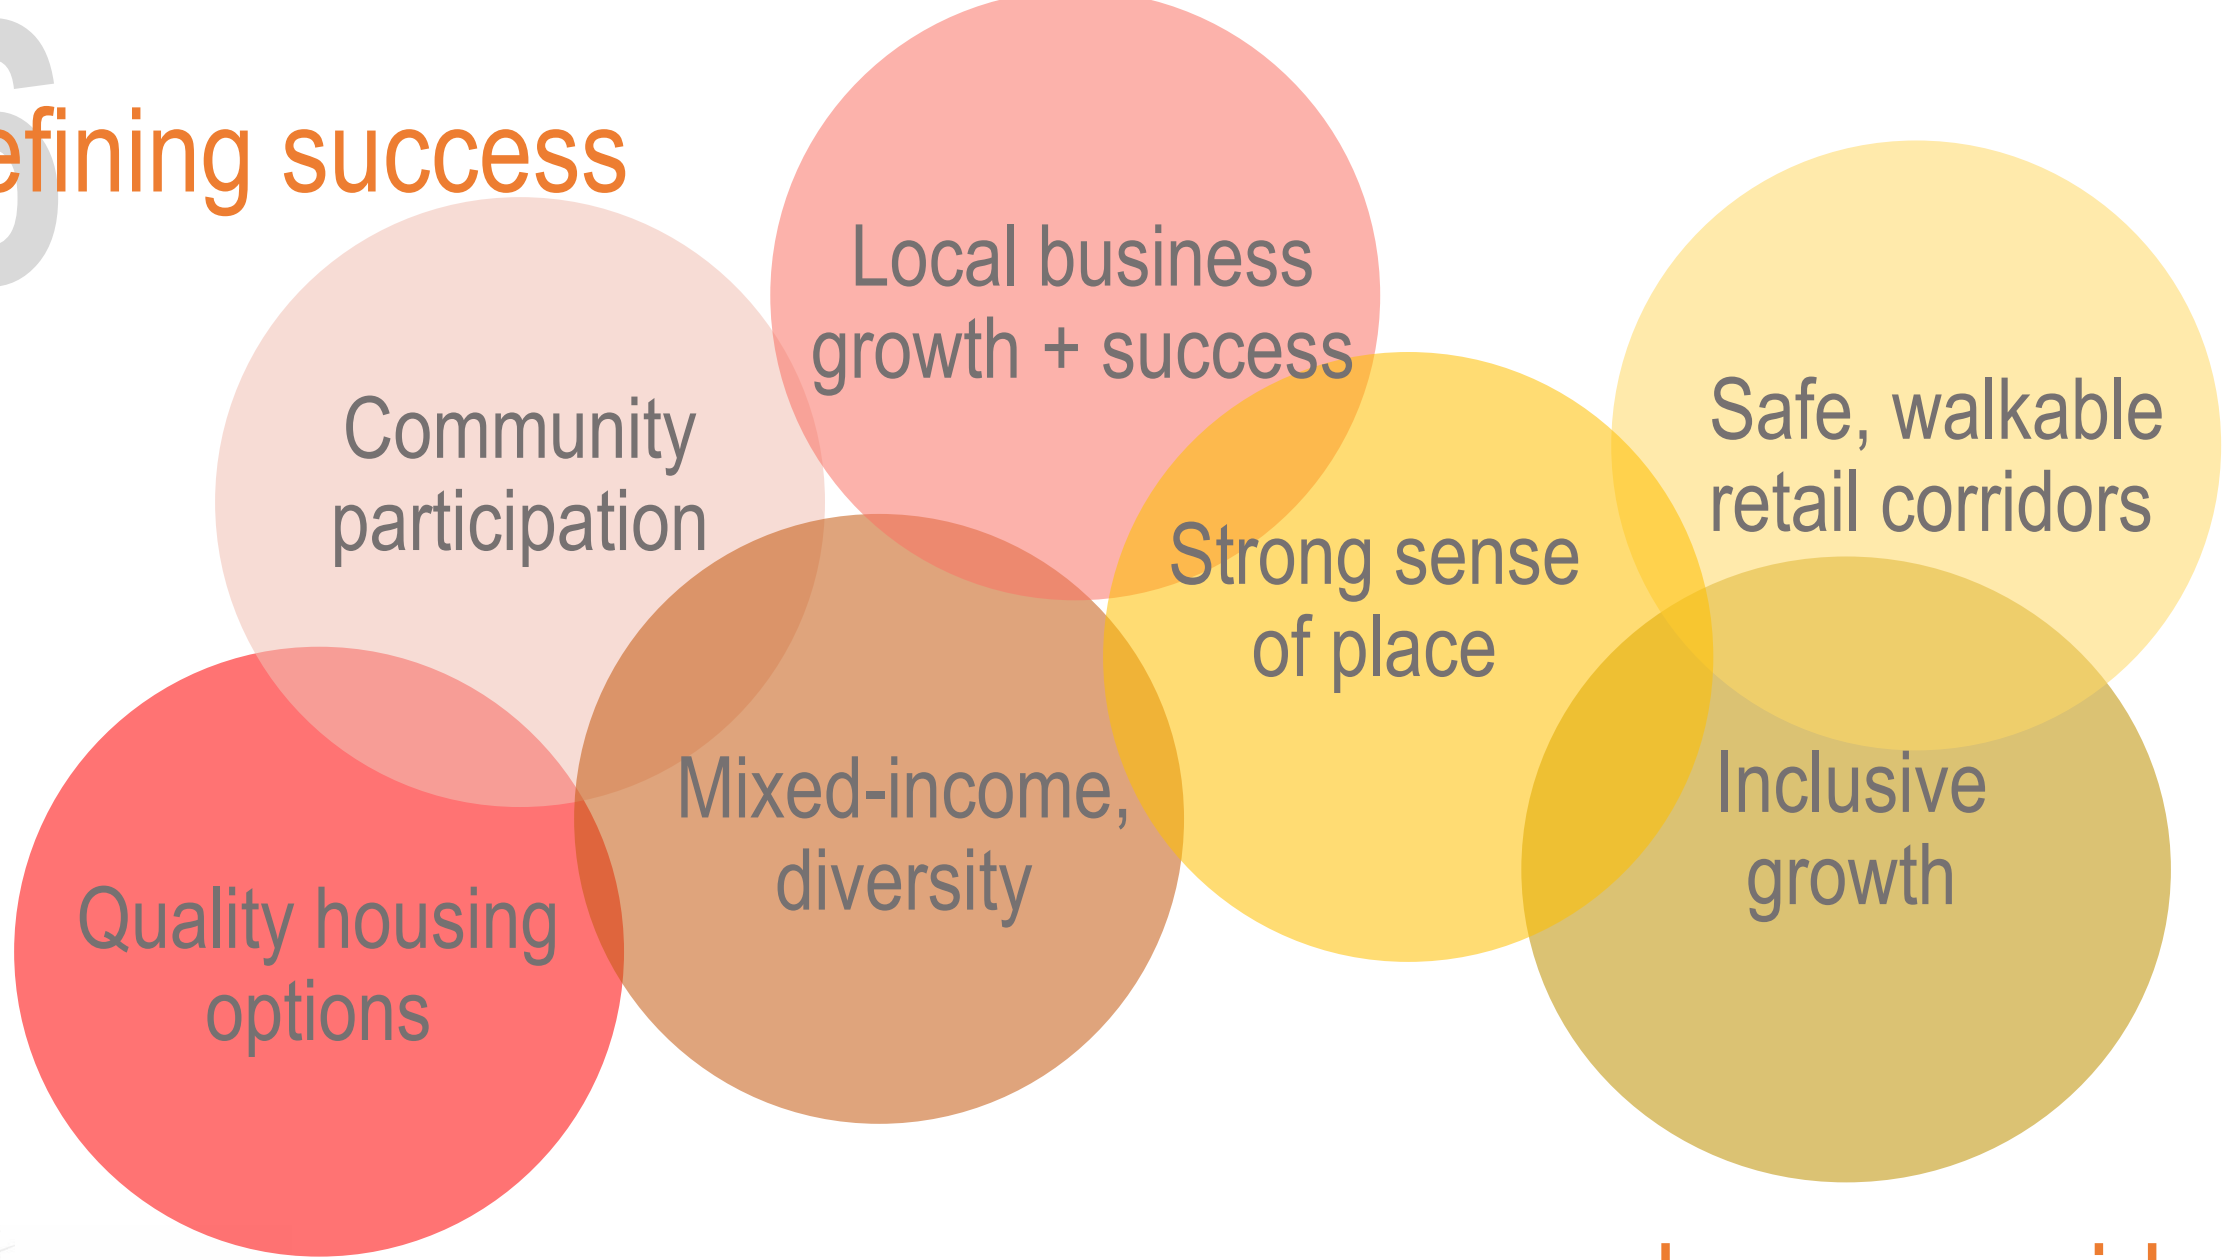 6
efining success
Local business
growth + success
Community
participation
Safe, walkable
retail corridors
Strong sense
of place
Mixed-income,
diversity
Inclusive
growth
Quality housing
options